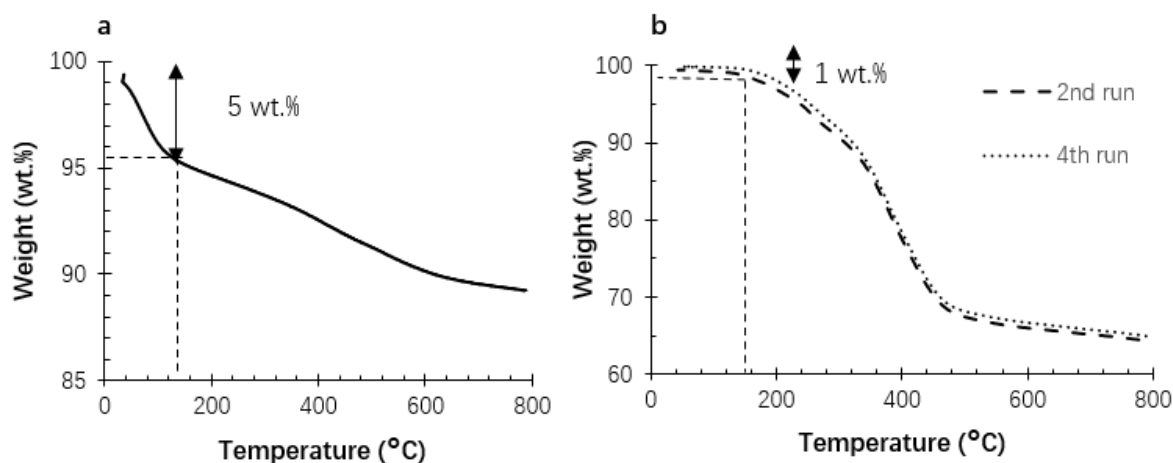 a
100
95
90
85
0
200
400
600
800
5 wt.%
Weight (wt.%)
Temperature (°C)
b
100
90
80
70
60
0
200
400
600
800
1 wt.%
2nd run
4th run
Weight (wt.%)
Temperature (°C)